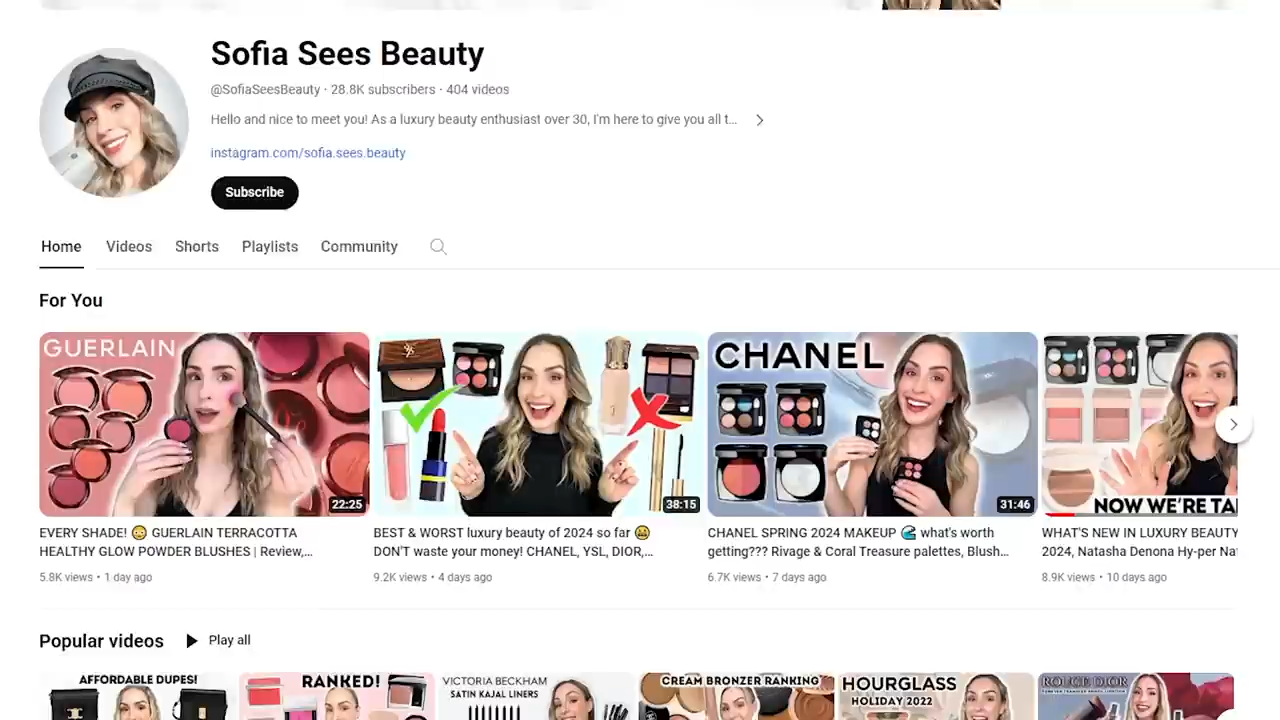 Sofia Sees Beauty
@SofiaSeesBeauty · 28.8K subscribers · 404 videos
Hello and nice to meet you! As a luxury beauty enthusiast over 30, I'm here to give you all t...
instagram.com/sofia.sees.beauty
Subscribe
Home Videos Shorts Playlists Community
For You
GUERLAIN
22:25
38:15
CHANEL
31:46
NOW WE'RE TA
EVERY SHADE! 😳 GUERLAIN TERRACOTTA
HEALTHY GLOW POWDER BLUSHES | Review,...
5.8K views • 1 day ago
BEST & WORST luxury beauty of 2024 so far 😫
DON'T waste your money! CHANEL, YSL, DIOR,...
9.2K views • 4 days ago
CHANEL SPRING 2024 MAKEUP 🌊 what's worth
getting??? Rivage & Coral Treasure palettes, Blush...
6.7K views • 7 days ago
WHAT'S NEW IN LUXURY BEAUTY
2024, Natasha Denona Hy-per Nat
8.9K views • 10 days ago
Popular videos Play all
AFFORDABLE DUPES!
RANKED!
VICTORIA BECKHAM
SATIN KAJAL LINERS
CREAM BRONZER RANKING
HOURGLASS
HOLIDAY 2022
ROUGE DIOR